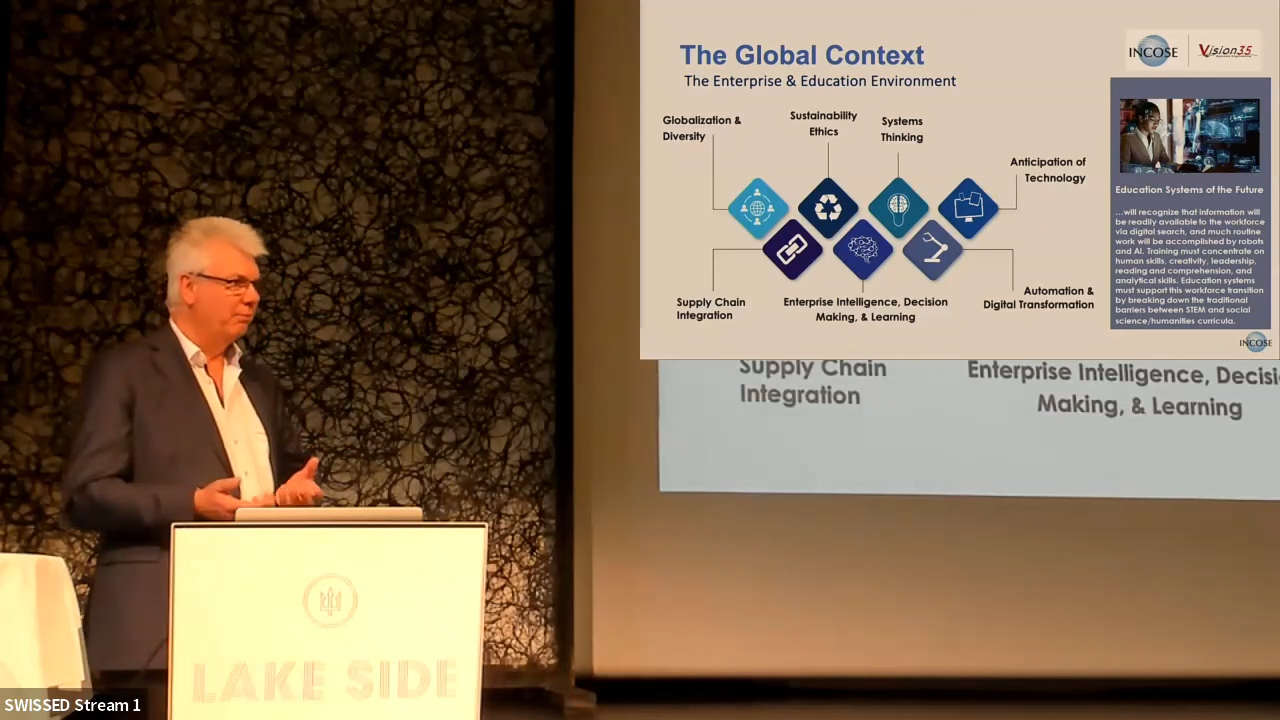 The Global Context
The Enterprise & Education Environment
INCOSE
Vision35
Globalization &
Diversity
Sustainability
Ethics
Systems
Thinking
Anticipation of
Technology
Supply Chain
Integration
Enterprise Intelligence, Decision
Making, & Learning
Automation &
Digital Transformation
Education Systems of the Future
...will recognize that information will
be readily available to the workforce
via digital search, and much routine
work will be accomplished by robots
and AI. Training must concentrate on
human skills, creativity, leadership,
reading and comprehension, and
analytical skills. Education systems
must support this workforce transition
by breaking down the traditional
barriers between STEM and social
science/humanities curricula.
INCOSE
Supply Chain
Integration
Enterprise Intelligence, Decisi
Making, & Learning
LAKE SIDE
SWISSED Stream 1